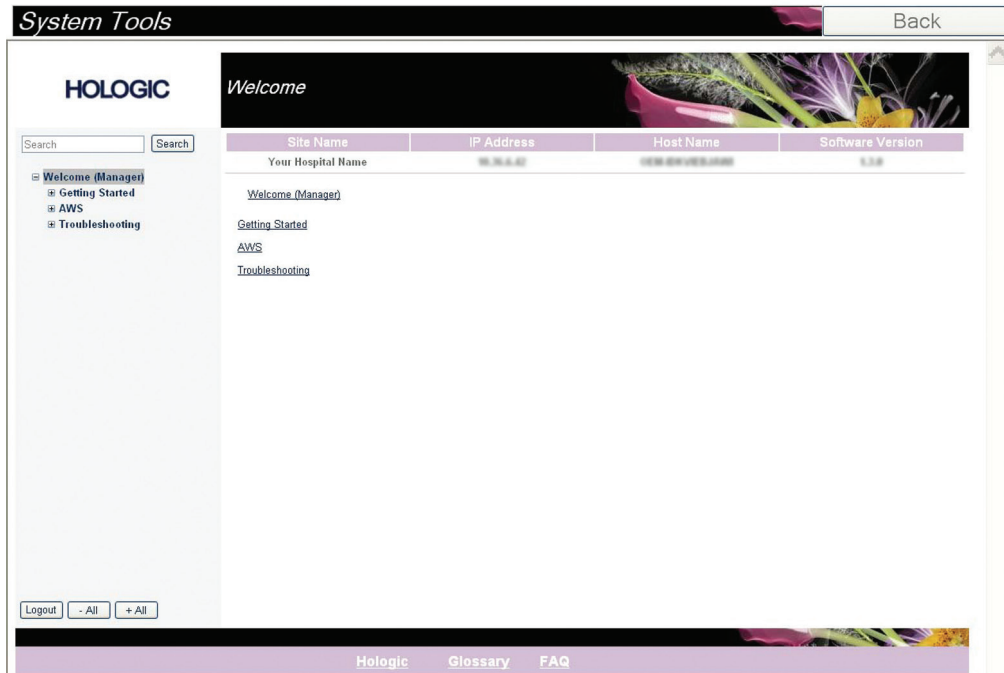 System Tools
Back
HOLOGIC
Welcome
Search
Search
Site Name
IP Address
Host Name
Software Version
Your Hospital Name
Welcome (Manager)
Getting Started
AWS
Troubleshooting
Welcome (Manager)
Getting Started
AWS
Troubleshooting
Logout
- All
+ All
Hologic
Glossary
FAQ